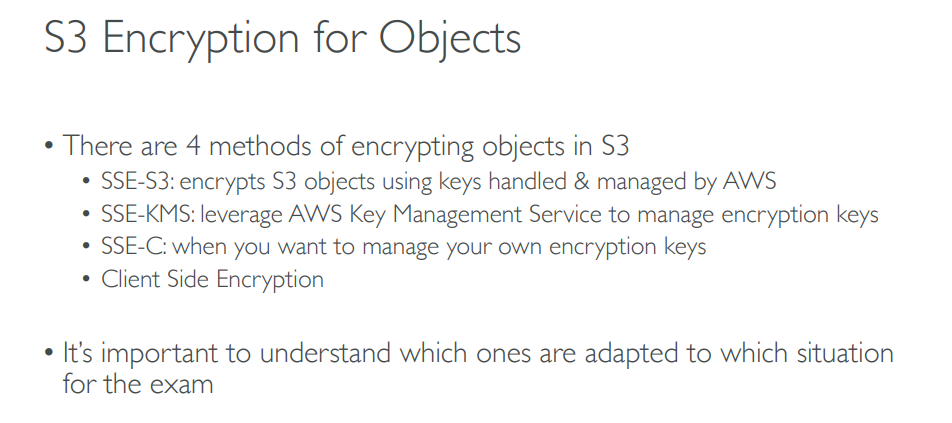 S3 Encryption for Objects
• There are 4 methods of encrypting objects in S3
• SSE-S3: encrypts S3 objects using keys handled & managed by AWS
• SSE-KMS: leverage AWS Key Management Service to manage encryption keys
• SSE-C: when you want to manage your own encryption keys
• Client Side Encryption
• It's important to understand which ones are adapted to which situation
for the exam